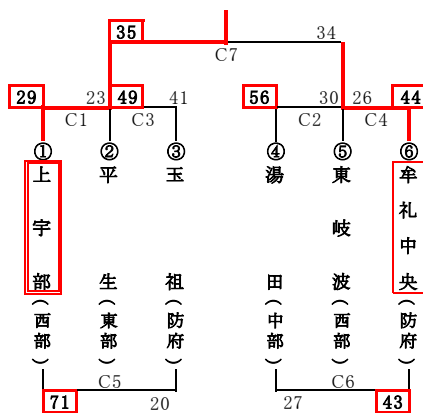 35 34
C7
29 23 49 41 56 30 26 44
C1 C3 C2 C4
① ② ③ ④ ⑤ ⑥
上宇部(西部)
平生(東部)
玉祖(防府)
湯田(中部)
東岐波(西部)
牟礼中央(防府)
C5 C6
71 20 27 43